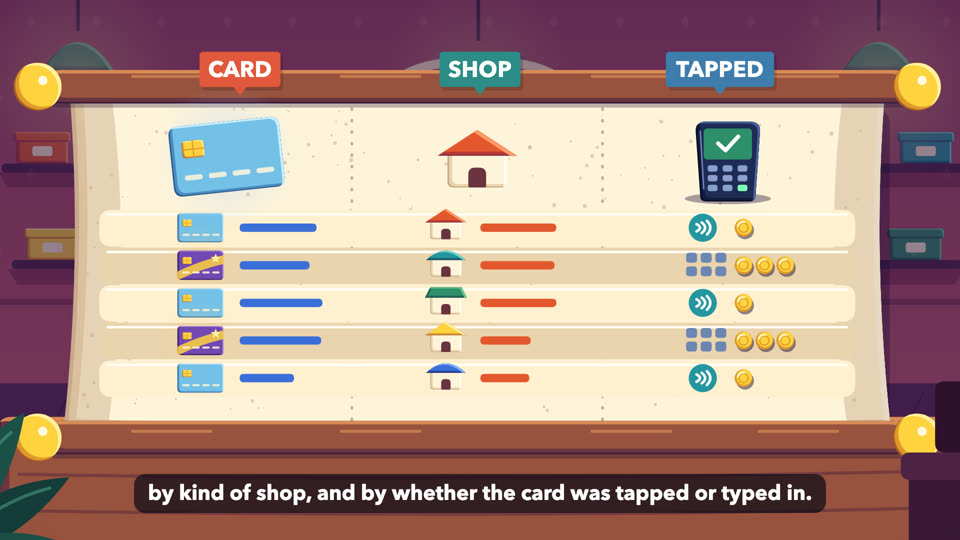 CARD
SHOP
TAPPED
by kind of shop, and by whether the card was tapped or typed in.